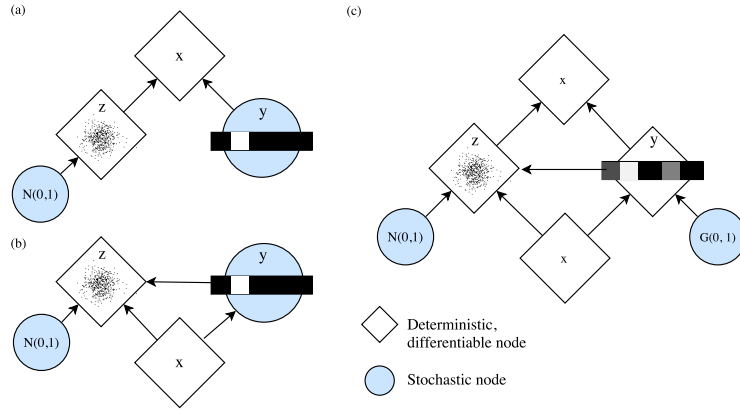 (a)
x
z
y
N(0,1)
(b)
z
y
N(0,1)
x
(c)
x
z
y
N(0,1)
x
G(0, 1)
Deterministic,
differentiable node
Stochastic node